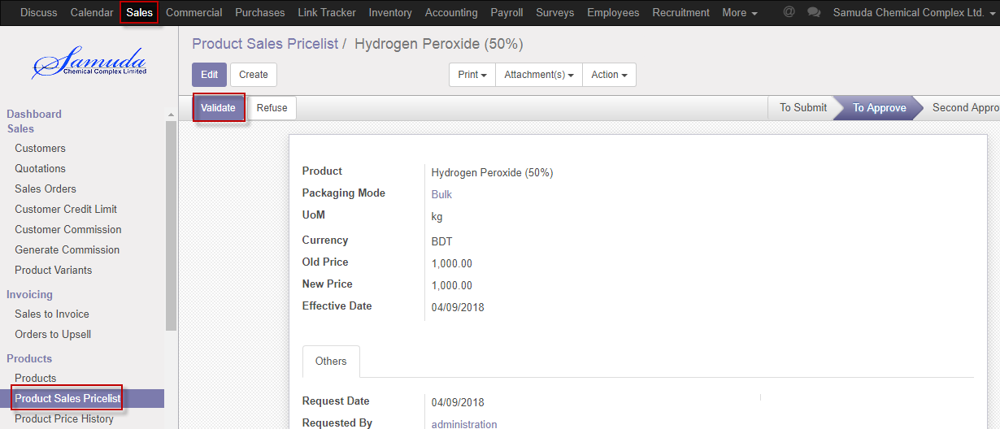 Discuss Calendar Sales Commercial Purchases Link Tracker Inventory Accounting Payroll Surveys Employees Recruitment More @ Samuda Chemical Complex Ltd.
Samuda
Chemical Complex Limited
Dashboard
Sales
Customers
Quotations
Sales Orders
Customer Credit Limit
Customer Commission
Generate Commission
Product Variants
Invoicing
Sales to Invoice
Orders to Upsell
Products
Products
Product Sales Pricelist
Product Price History
Product Sales Pricelist / Hydrogen Peroxide (50%)
Edit Create Print Attachment(s) Action
Validate Refuse To Submit To Approve Second Appro
Product Hydrogen Peroxide (50%)
Packaging Mode Bulk
UoM kg
Currency BDT
Old Price 1,000.00
New Price 1,000.00
Effective Date 04/09/2018
Others
Request Date 04/09/2018
Requested By administration